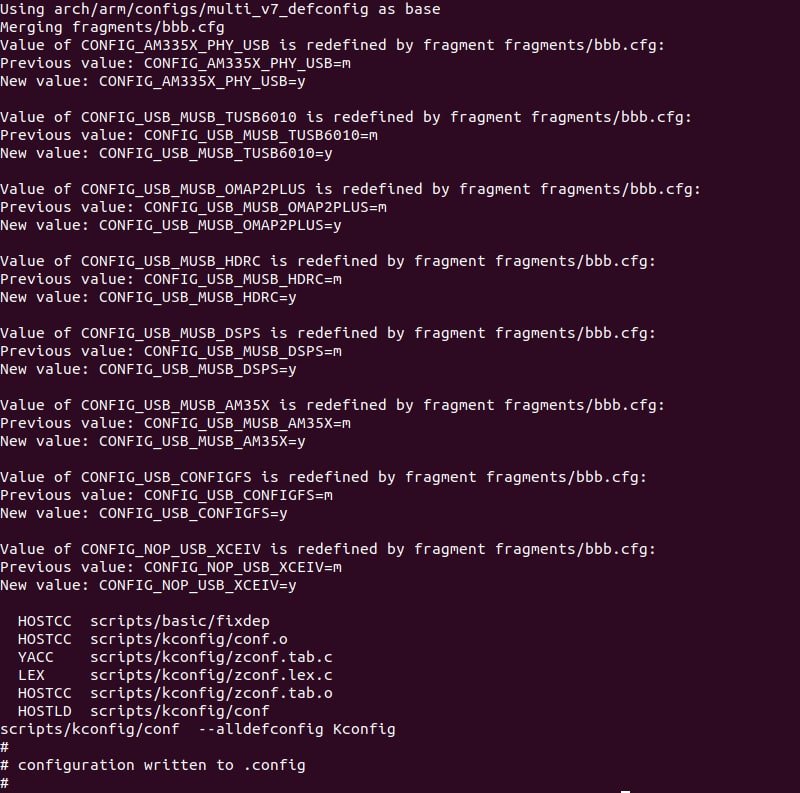 Using arch/arm/configs/multi_v7_defconfig as base
Merging fragments/bbb.cfg
Value of CONFIG_AM335X_PHY_USB is redefined by fragment fragments/bbb.cfg:
Previous value: CONFIG_AM335X_PHY_USB=m
New value: CONFIG_AM335X_PHY_USB=y

Value of CONFIG_USB_MUSB_TUSB6010 is redefined by fragment fragments/bbb.cfg:
Previous value: CONFIG_USB_MUSB_TUSB6010=m
New value: CONFIG_USB_MUSB_TUSB6010=y

Value of CONFIG_USB_MUSB_OMAP2PLUS is redefined by fragment fragments/bbb.cfg:
Previous value: CONFIG_USB_MUSB_OMAP2PLUS=m
New value: CONFIG_USB_MUSB_OMAP2PLUS=y

Value of CONFIG_USB_MUSB_HDRC is redefined by fragment fragments/bbb.cfg:
Previous value: CONFIG_USB_MUSB_HDRC=m
New value: CONFIG_USB_MUSB_HDRC=y

Value of CONFIG_USB_MUSB_DSPS is redefined by fragment fragments/bbb.cfg:
Previous value: CONFIG_USB_MUSB_DSPS=m
New value: CONFIG_USB_MUSB_DSPS=y

Value of CONFIG_USB_MUSB_AM35X is redefined by fragment fragments/bbb.cfg:
Previous value: CONFIG_USB_MUSB_AM35X=m
New value: CONFIG_USB_MUSB_AM35X=y

Value of CONFIG_USB_CONFIGFS is redefined by fragment fragments/bbb.cfg:
Previous value: CONFIG_USB_CONFIGFS=m
New value: CONFIG_USB_CONFIGFS=y

Value of CONFIG_NOP_USB_XCEIV is redefined by fragment fragments/bbb.cfg:
Previous value: CONFIG_NOP_USB_XCEIV=m
New value: CONFIG_NOP_USB_XCEIV=y

  HOSTCC  scripts/basic/fixdep
  HOSTCC  scripts/kconfig/conf.o
  YACC    scripts/kconfig/zconf.tab.c
  LEX     scripts/kconfig/zconf.lex.c
  HOSTCC  scripts/kconfig/zconf.tab.o
  HOSTLD  scripts/kconfig/conf
scripts/kconfig/conf  --alldefconfig Kconfig
#
# configuration written to .config
#